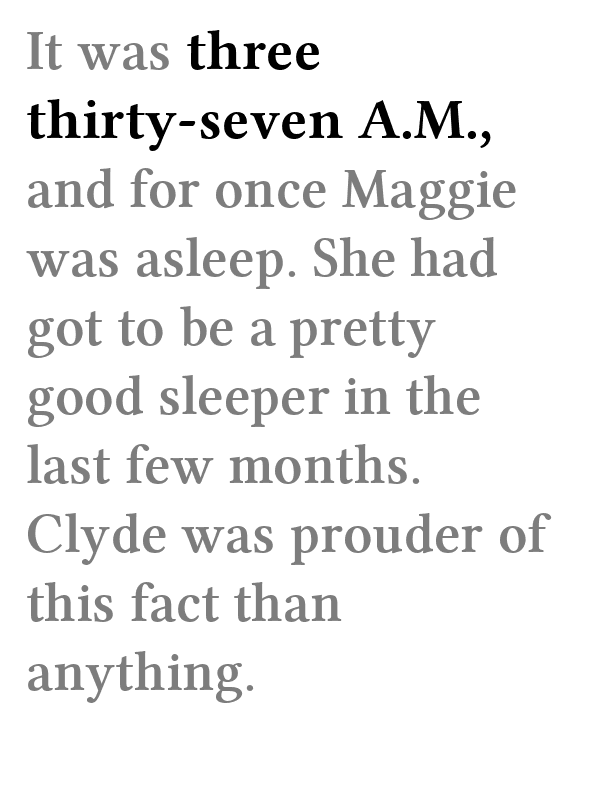 It was three
thirty-seven A.M.,
and for once Maggie
was asleep. She had
got to be a pretty
good sleeper in the
last few months.
Clyde was prouder of
this fact than
anything.